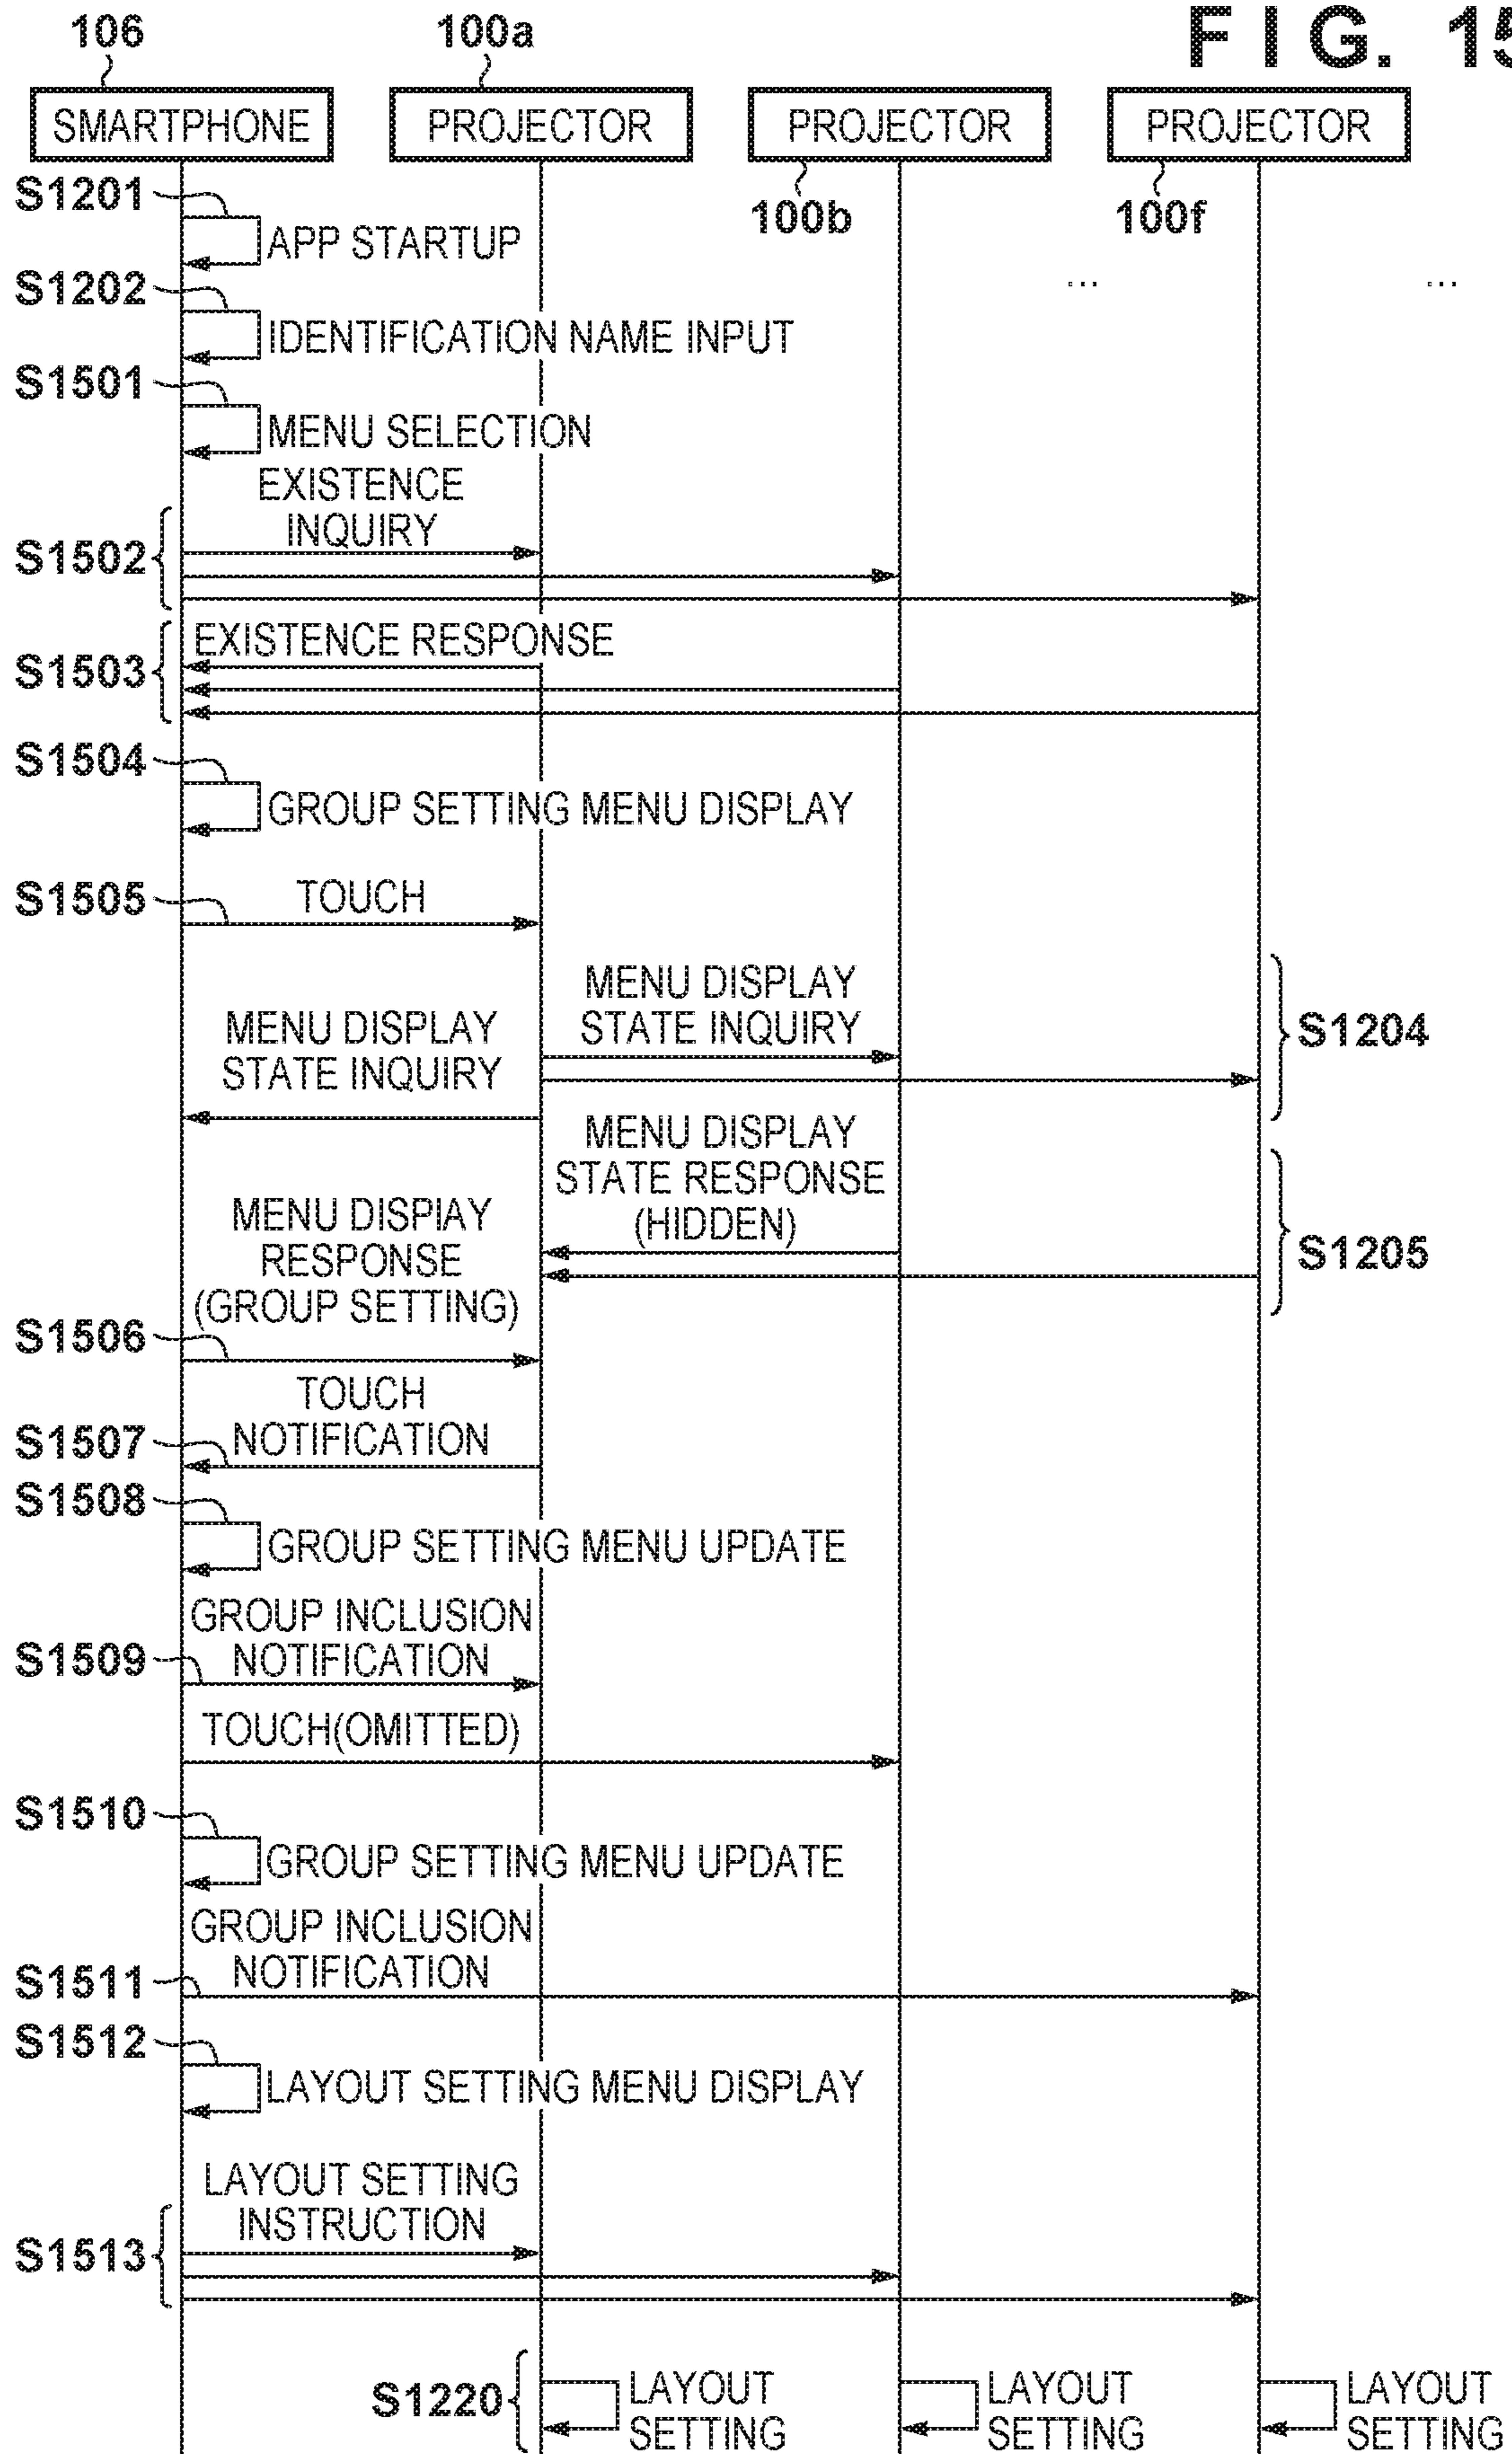 FIG. 15
106
100a
SMARTPHONE
PROJECTOR
PROJECTOR
PROJECTOR
100b
100f
S1201
APP STARTUP
...
...
S1202
IDENTIFICATION NAME INPUT
S1501
MENU SELECTION
EXISTENCE
INQUIRY
S1502
EXISTENCE RESPONSE
S1503
S1504
GROUP SETTING MENU DISPLAY
S1505
TOUCH
MENU DISPLAY
STATE INQUIRY
S1204
MENU DISPLAY
STATE INQUIRY
MENU DISPLAY
STATE RESPONSE
(HIDDEN)
S1205
MENU DISPIAY
RESPONSE
(GROUP SETTING)
S1506
TOUCH
NOTIFICATION
S1507
S1508
GROUP SETTING MENU UPDATE
GROUP INCLUSION
NOTIFICATION
S1509
TOUCH(OMITTED)
S1510
GROUP SETTING MENU UPDATE
GROUP INCLUSION
NOTIFICATION
S1511
S1512
LAYOUT SETTING MENU DISPLAY
LAYOUT SETTING
INSTRUCTION
S1513
S1220
LAYOUT
SETTING
LAYOUT
SETTING
LAYOUT
SETTING